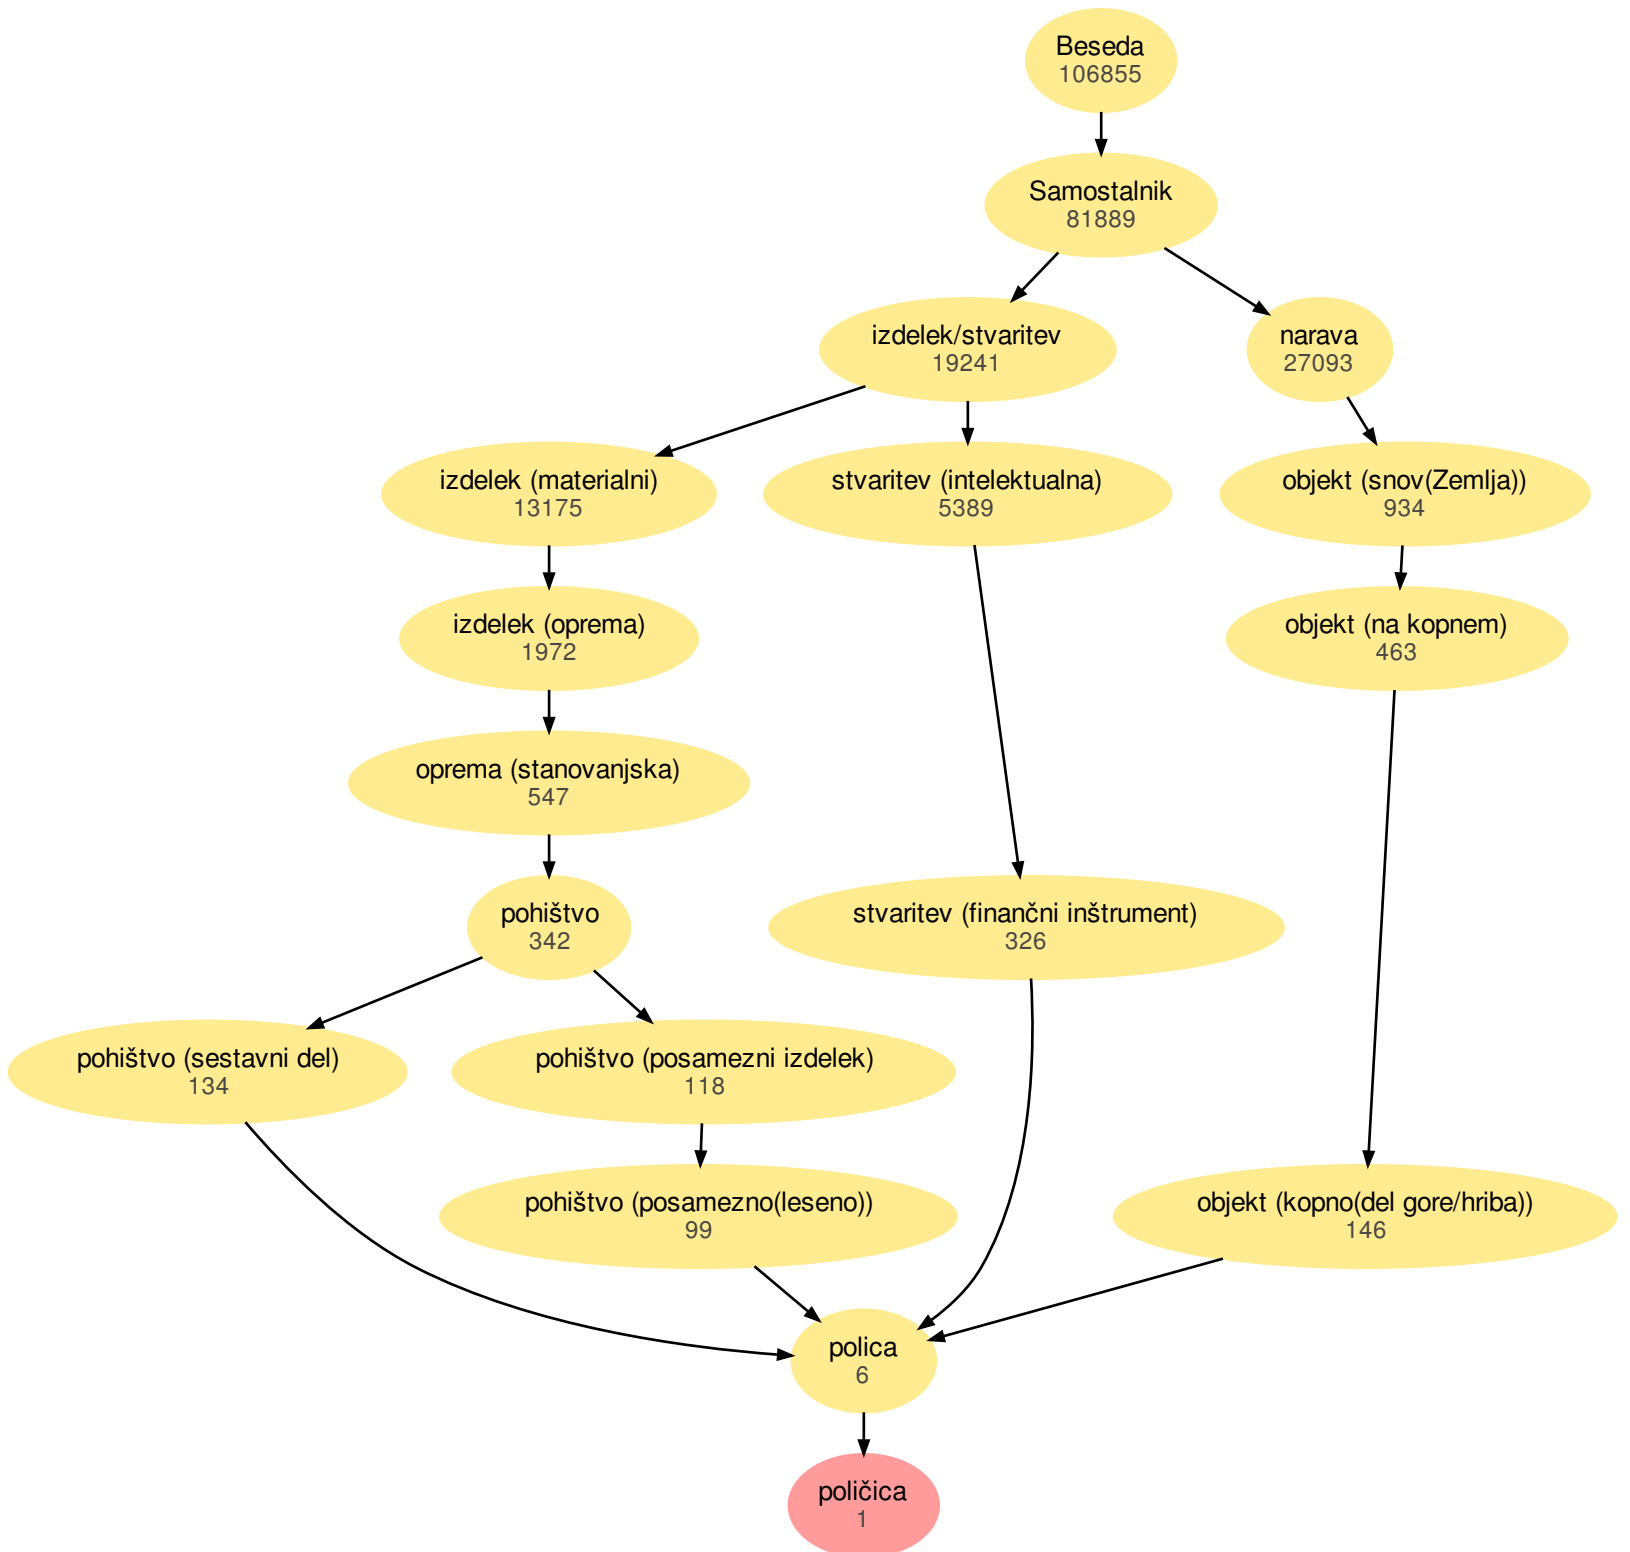 Beseda
106855
Samostalnik
81889
izdelek/stvaritev
19241
narava
27093
izdelek (materialni)
13175
stvaritev (intelektualna)
5389
objekt (snov(Zemlja))
934
izdelek (oprema)
1972
objekt (na kopnem)
463
oprema (stanovanjska)
547
pohištvo
342
stvaritev (finančni inštrument)
326
pohištvo (sestavni del)
134
pohištvo (posamezni izdelek)
118
pohištvo (posamezno(leseno))
99
objekt (kopno(del gore/hriba))
146
polica
6
poličica
1